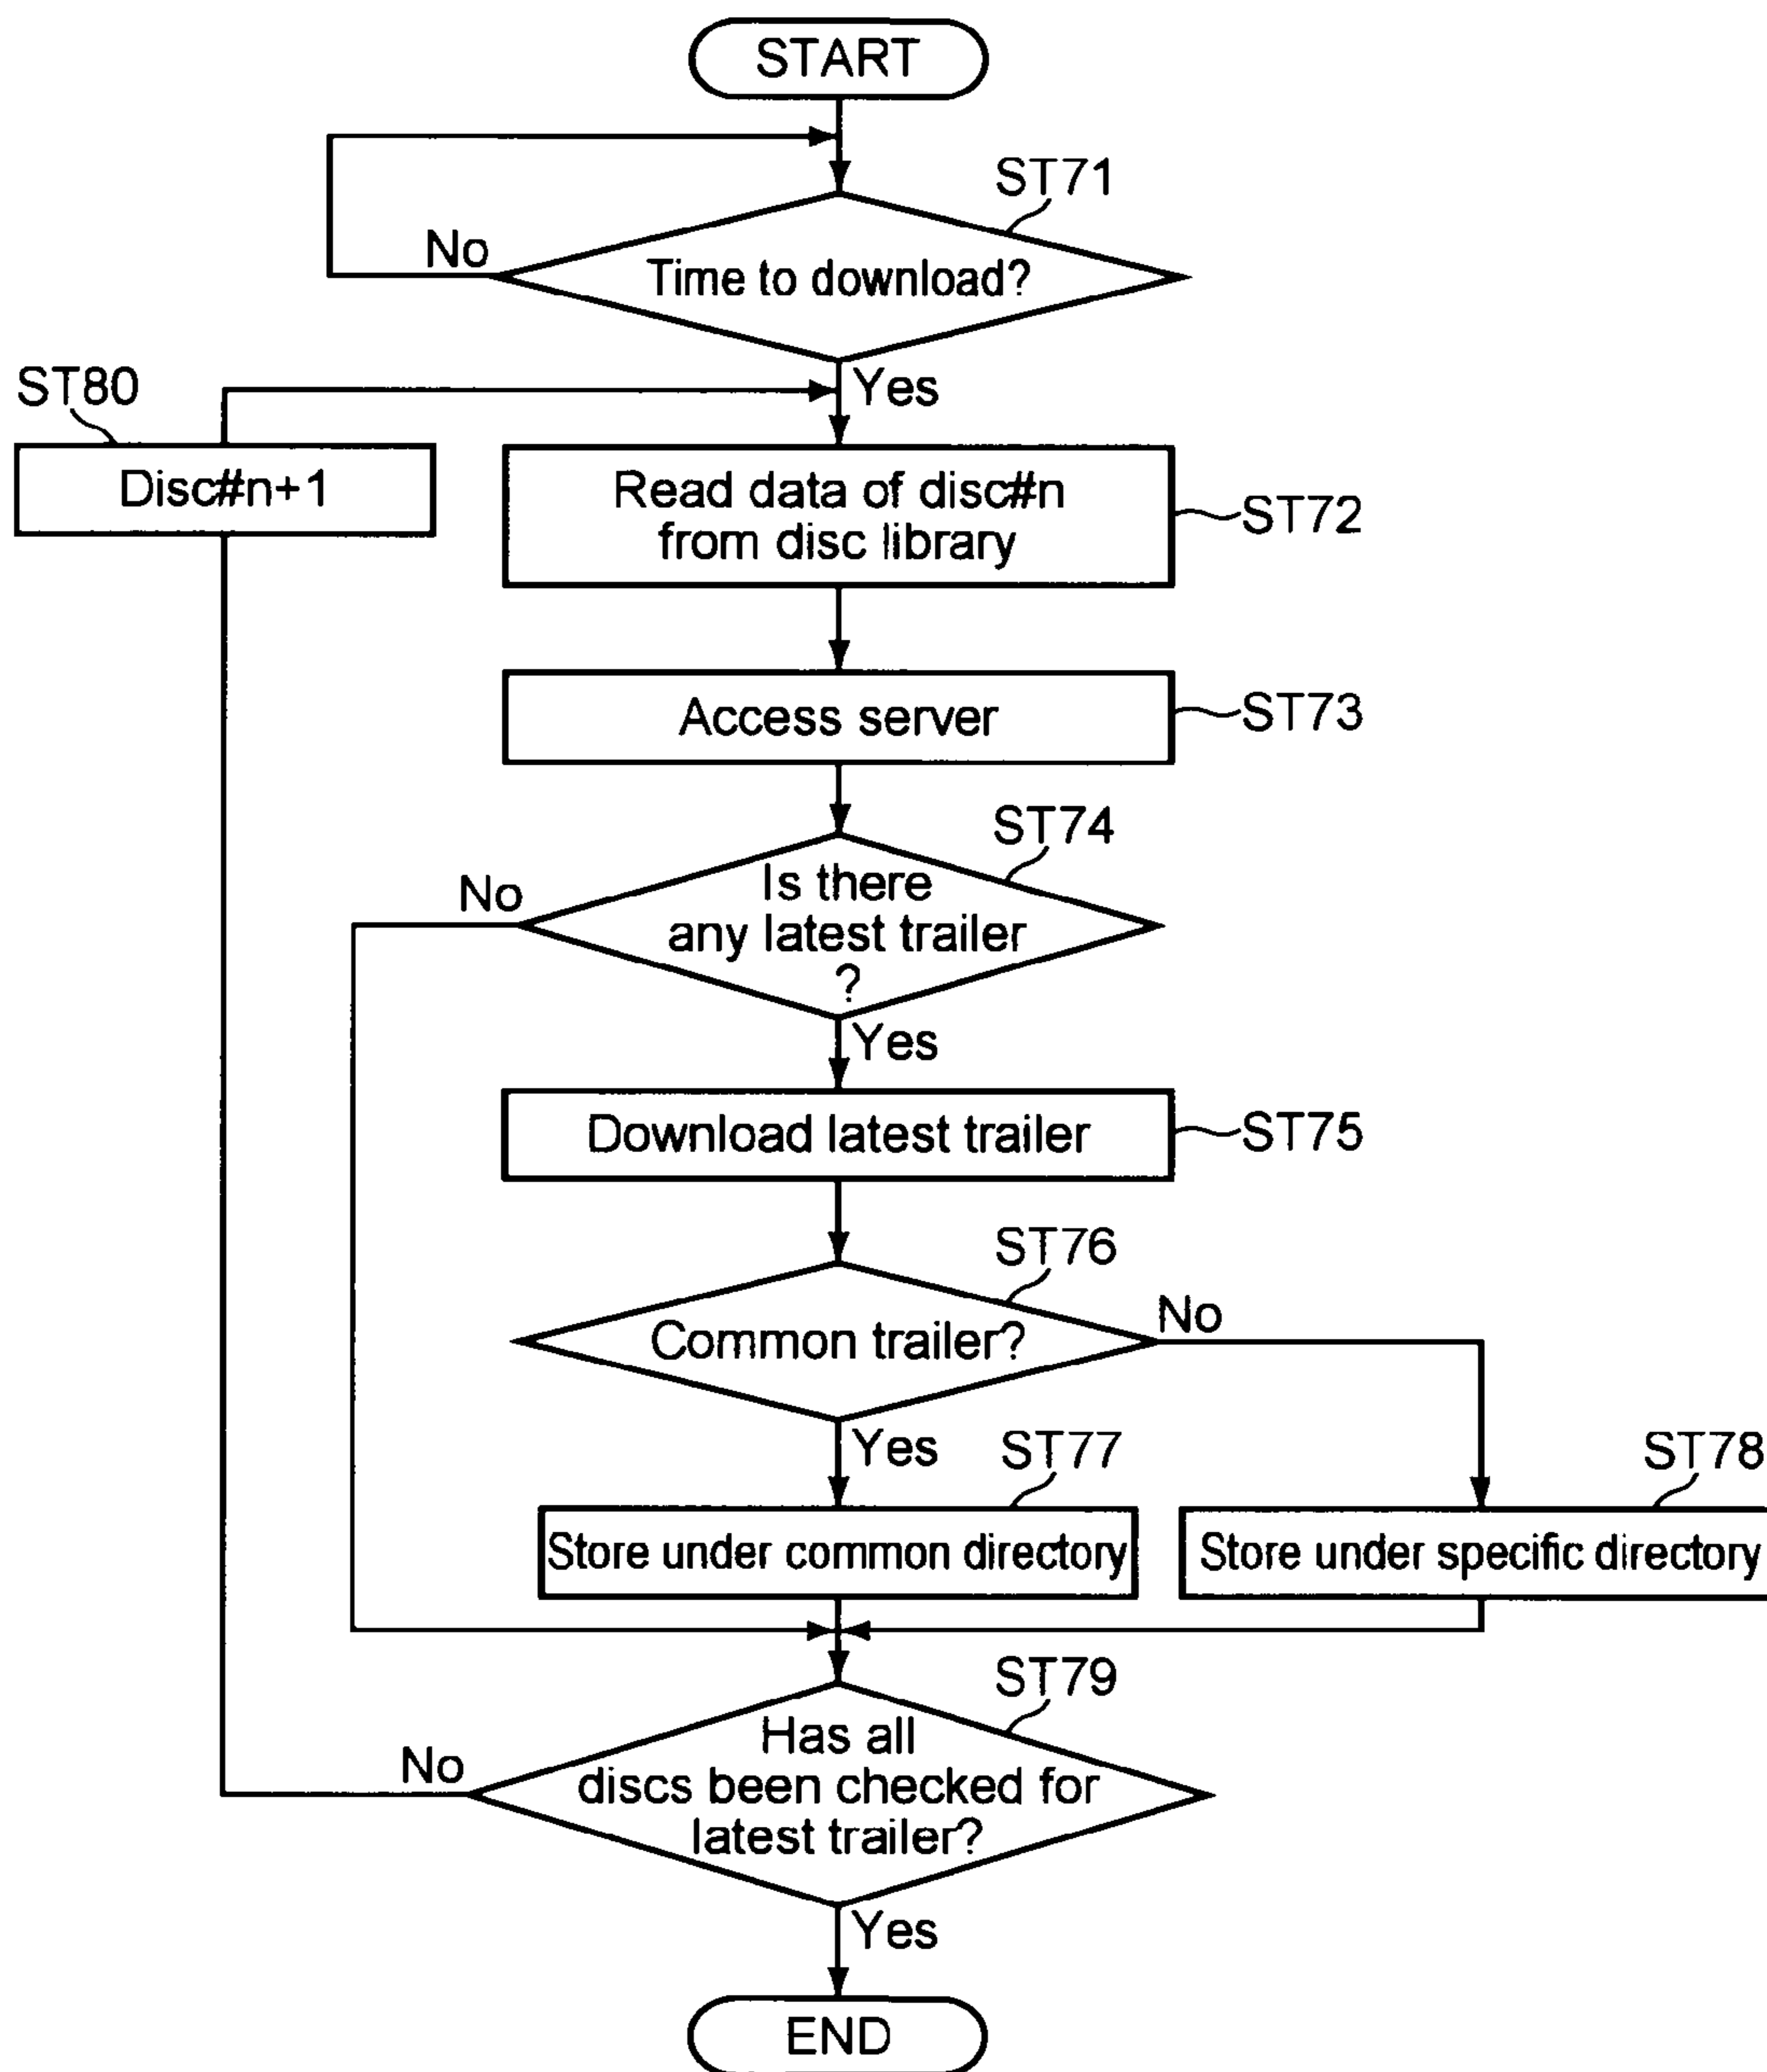 START
ST71
No
Time to download?
Yes
ST80
Disc#n+1
Read data of disc#n
from disc library
ST72
Access server
ST73
ST74
No
Is there
any latest trailer
?
Yes
Download latest trailer
ST75
ST76
Common trailer?
No
Yes
ST77
ST78
Store under common directory
Store under specific directory
ST79
Has all
discs been checked for
latest trailer?
No
Yes
END